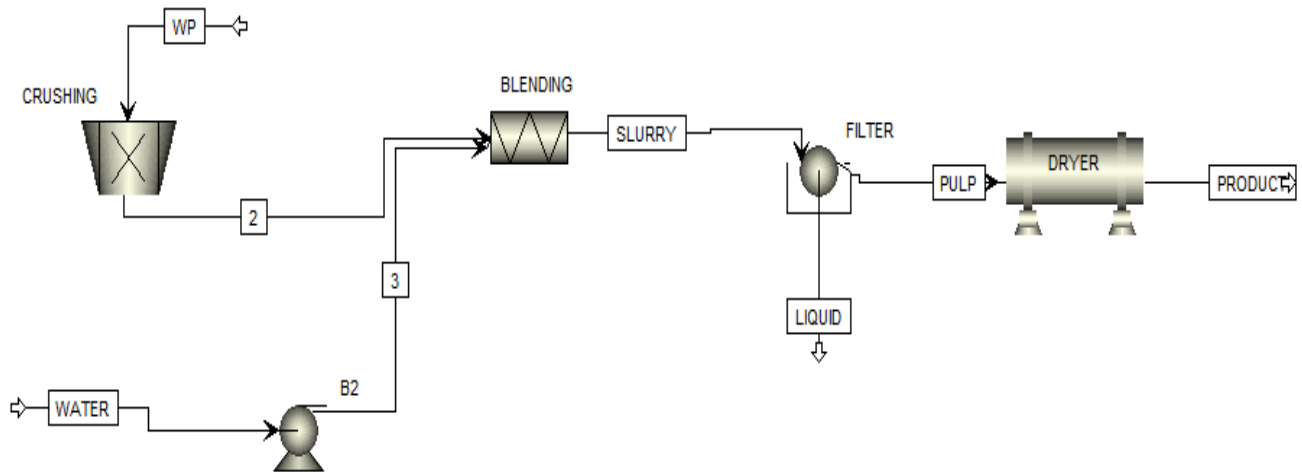 WP
CRUSHING
BLENDING
SLURRY
FILTER
DRYER
PULP
PRODUCT
2
3
LIQUID
B2
WATER